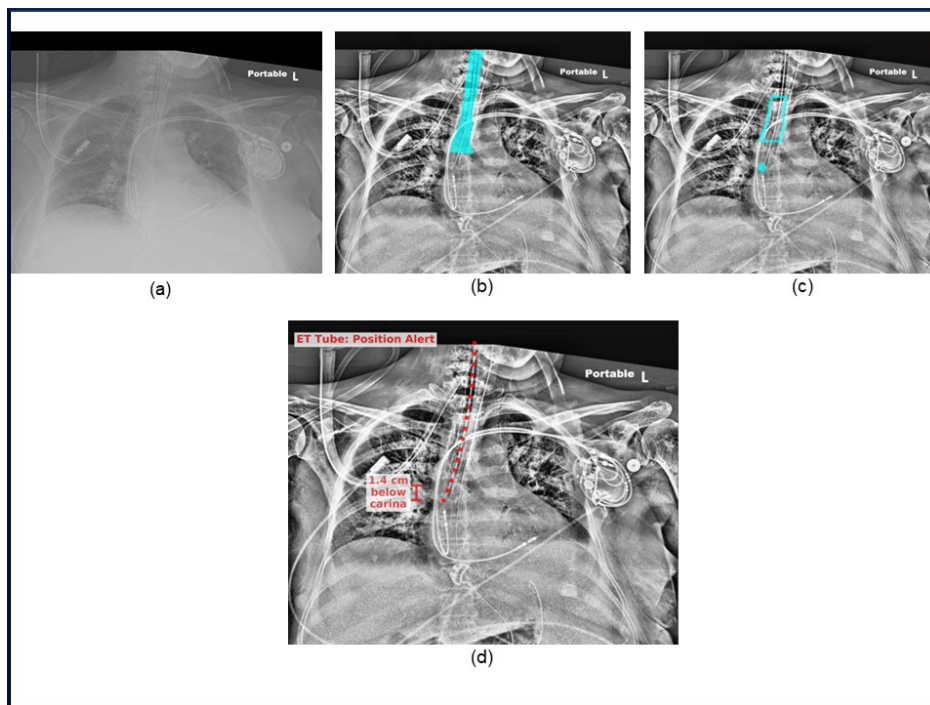 Portable L
Portable L
Portable L
(a)
(b)
(c)
ET Tube: Position Alert
Portable L
1.4 cm
below
carina
(d)